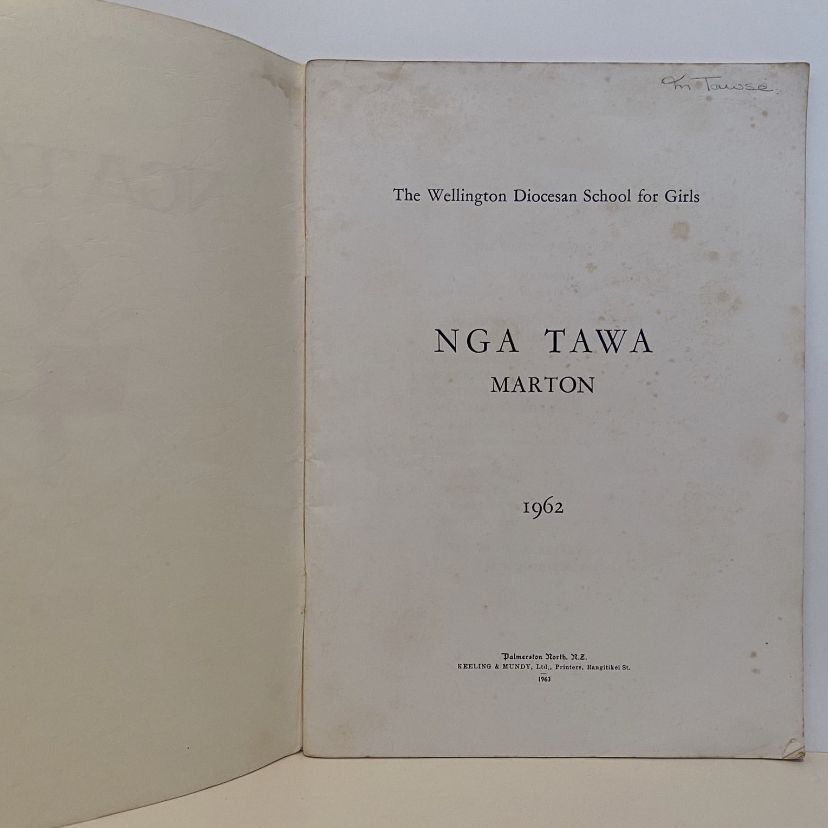 Tawse
The Wellington Diocesan School for Girls
NGA TAWA
MARTON
1962
Palmerston North, N.Z.
KEELING & MUNDY, Ltd., Printers, Rangitikei St.
1963